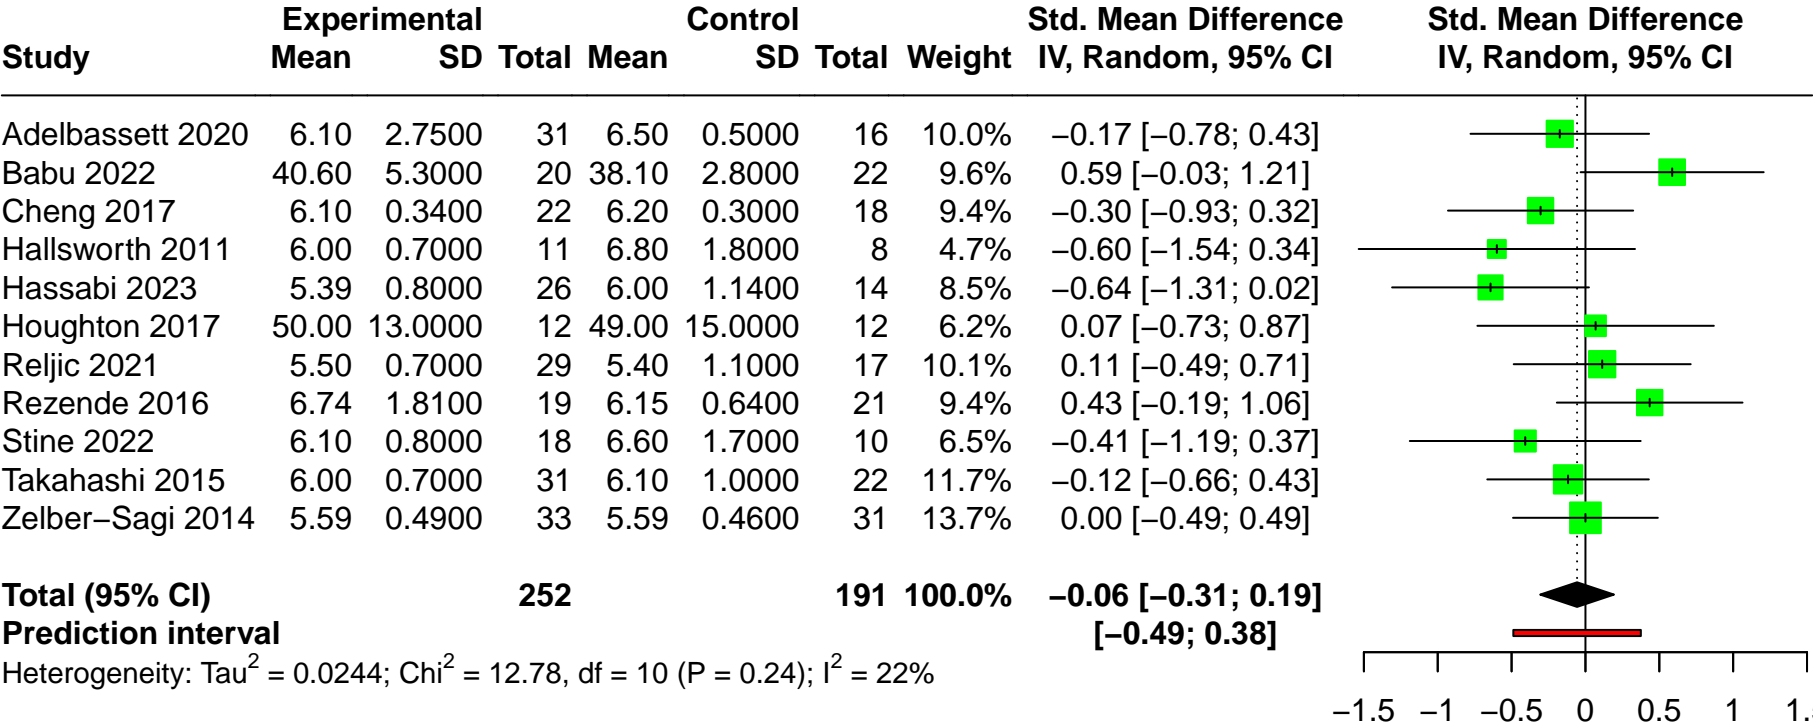 Experimental Control Std. Mean Difference Std. Mean Difference
Study Mean SD Total Mean SD Total Weight IV, Random, 95% CI IV, Random, 95% CI
Adelbassett 2020 6.10 2.7500 31 6.50 0.5000 16 10.0% −0.17 [−0.78; 0.43]
Babu 2022 40.60 5.3000 20 38.10 2.8000 22 9.6% 0.59 [−0.03; 1.21]
Cheng 2017 6.10 0.3400 22 6.20 0.3000 18 9.4% −0.30 [−0.93; 0.32]
Hallsworth 2011 6.00 0.7000 11 6.80 1.8000 8 4.7% −0.60 [−1.54; 0.34]
Hassabi 2023 5.39 0.8000 26 6.00 1.1400 14 8.5% −0.64 [−1.31; 0.02]
Houghton 2017 50.00 13.0000 12 49.00 15.0000 12 6.2% 0.07 [−0.73; 0.87]
Reljic 2021 5.50 0.7000 29 5.40 1.1000 17 10.1% 0.11 [−0.49; 0.71]
Rezende 2016 6.74 1.8100 19 6.15 0.6400 21 9.4% 0.43 [−0.19; 1.06]
Stine 2022 6.10 0.8000 18 6.60 1.7000 10 6.5% −0.41 [−1.19; 0.37]
Takahashi 2015 6.00 0.7000 31 6.10 1.0000 22 11.7% −0.12 [−0.66; 0.43]
Zelber−Sagi 2014 5.59 0.4900 33 5.59 0.4600 31 13.7% 0.00 [−0.49; 0.49]
Total (95% CI) 252 191 100.0% −0.06 [−0.31; 0.19]
Prediction interval [−0.49; 0.38]
Heterogeneity: Tau² = 0.0244; Chi² = 12.78, df = 10 (P = 0.24); I² = 22%
−1.5 −1 −0.5 0 0.5 1